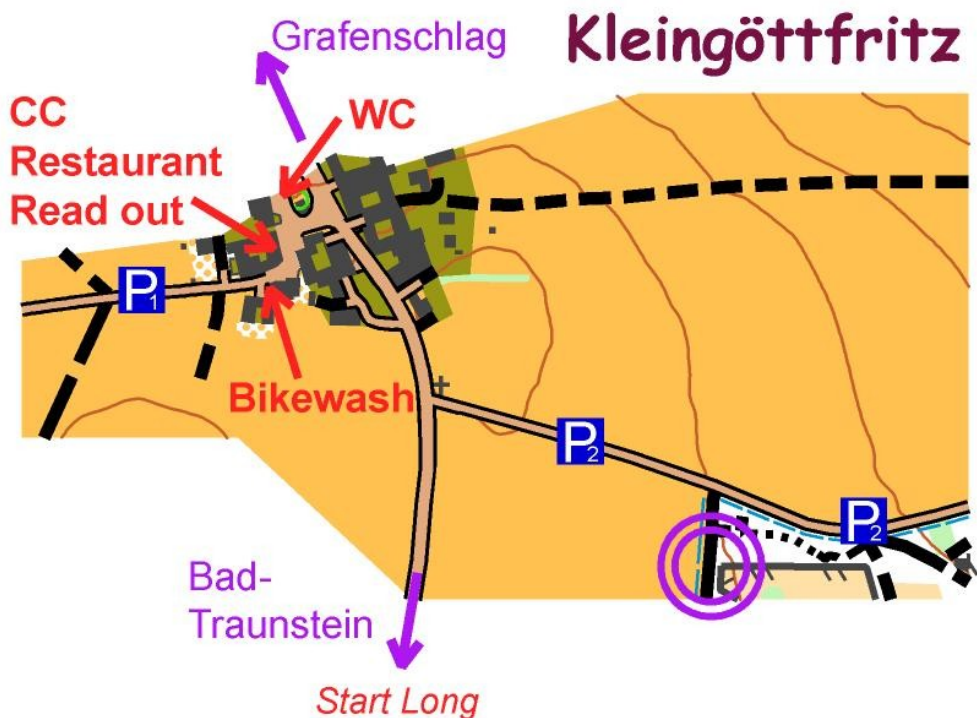 Grafenschlag
Kleingöttfritz
CC
Restaurant
Read out
WC
P1
Bikewash
P2
P2
Bad-
Traunstein
Start Long